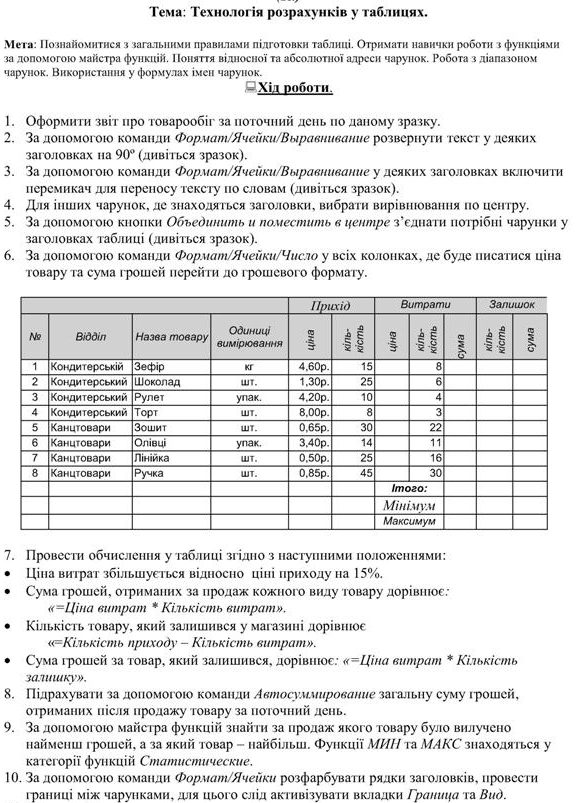 Тема: Технологія розрахунків у таблицях.
Мета: Познайомитися з загальними правилами підготовки таблиці. Отримати навички роботи з функціями
за допомогою майстра функцій. Поняття відносної та абсолютної адреси чарунок. Робота з діапазоном
чарунок. Використання у формулах імен чарунок.
Хід роботи.
1. Оформити звіт про товарообіг за поточний день по даному зразку.
2. За допомогою команди Формат/Ячейки/Выравнивание розвернути текст у деяких
заголовках на 90º (дивіться зразок).
3. За допомогою команди Формат/Ячейки/Выравнивание у деяких заголовках включити
перемикач для переносу тексту по словам (дивіться зразок).
4. Для інших чарунок, де знаходяться заголовки, вибрати вирівнювання по центру.
5. За допомогою кнопки Объединить и поместить в центре з’єднати потрібні чарунки у
заголовках таблиці (дивіться зразок).
6. За допомогою команди Формат/Ячейки/Число у всіх колонках, де буде писатися ціна
товару та сума грошей перейти до грошевого формату.
Прихід Витрати Залишок
№ Відділ Назва товару Одиниці вимірювання ціна кіль-кість ціна кіль-кість сума кіль-кість сума
1 Кондитерській Зефір кг 4,60р. 15 8
2 Кондитерський Шоколад шт. 1,30р. 25 6
3 Кондитерський Рулет упак. 4,20р. 10 4
4 Кондитерський Торт шт. 8,00р. 8 3
5 Канцтовари Зошит шт. 0,65р. 30 22
6 Канцтовари Олівці упак. 3,40р. 14 11
7 Канцтовари Лінійка шт. 0,50р. 25 16
8 Канцтовари Ручка шт. 0,85р. 45 30
Ітого:
Мінімум
Максимум
7. Провести обчислення у таблиці згідно з наступними положеннями:
• Ціна витрат збільшується відносно ціні приходу на 15%.
• Сума грошей, отриманих за продаж кожного виду товару дорівнює:
«=Ціна витрат * Кількість витрат».
• Кількість товару, який залишився у магазині дорівнює
«=Кількість приходу – Кількість витрат».
• Сума грошей за товар, який залишився, дорівнює: «=Ціна витрат * Кількість
залишку».
8. Підрахувати за допомогою команди Автосуммирование загальну суму грошей,
отриманих після продажу товару за поточний день.
9. За допомогою майстра функцій знайти за продаж якого товару було вилучено
найменш грошей, а за який товар – найбільш. Функції МИН та МАКС знаходяться у
категорії функцій Статистические.
10. За допомогою команди Формат/Ячейки розфарбувати рядки заголовків, провести
границі між чарунками, для цього слід активізувати вкладки Граница та Вид.